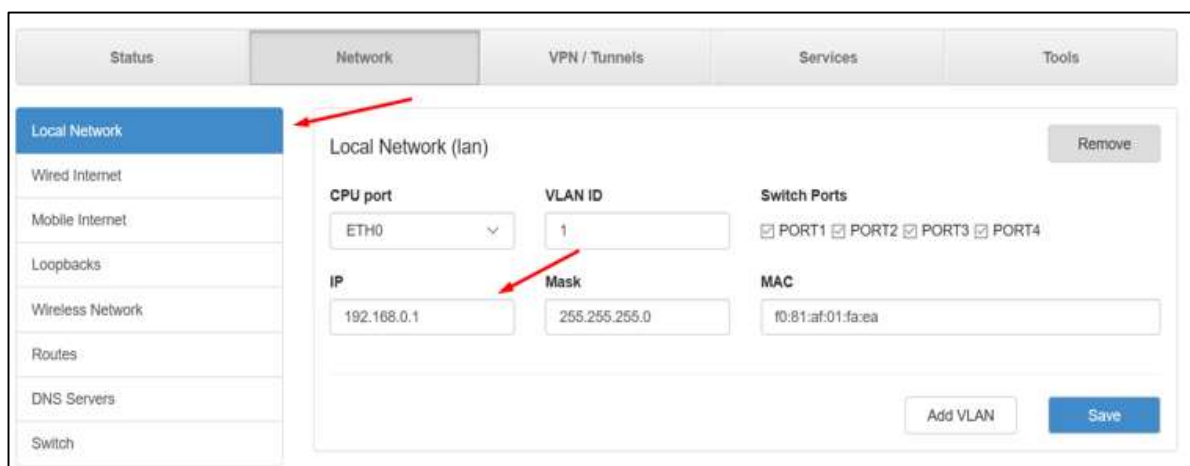 Status Network VPN / Tunnels Services Tools
Local Network
Wired Internet
Mobile Internet
Loopbacks
Wireless Network
Routes
DNS Servers
Switch
Local Network (lan)
Remove
CPU port VLAN ID Switch Ports
ETH0 1 PORT1 PORT2 PORT3 PORT4
IP Mask MAC
192.168.0.1 255.255.255.0 f0:81:af:01:fa:ea
Add VLAN Save